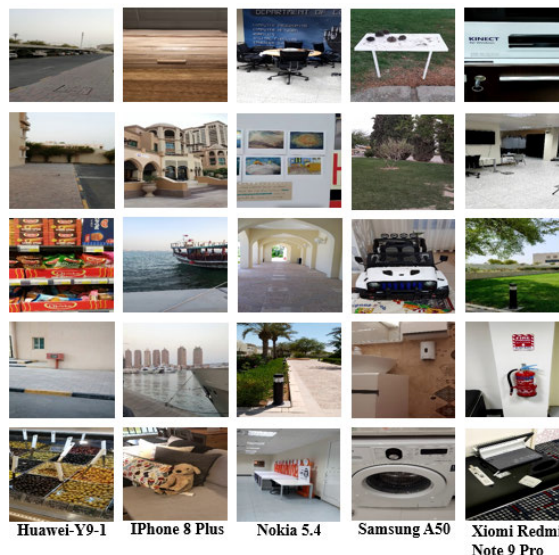 DEPARTMENT OF
KINECT
Huawei-Y9-1
IPhone 8 Plus
Nokia 5.4
Samsung A50
Xiomi Redmi
Note 9 Pro